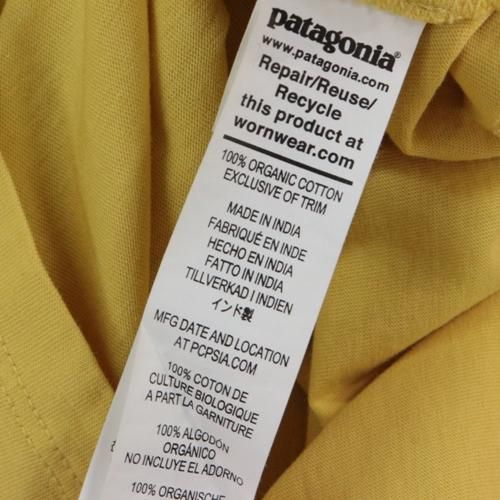 patagonia®
www.patagonia.com
Repair/Reuse/
Recycle
this product at
wornwear.com
100% ORGANIC COTTON
EXCLUSIVE OF TRIM
MADE IN INDIA
FABRIQUÉ EN INDE
HECHO EN INDIA
FATTO IN INDIA
TILLVERKAD I INDIEN
インド製
MFG DATE AND LOCATION
AT PCPSIA.COM
100% COTON DE
CULTURE BIOLOGIQUE
A PART LA GARNITURE
100% ALGODÓN
ORGÁNICO
NO INCLUYE EL ADORNO
100% ORGANISCHE